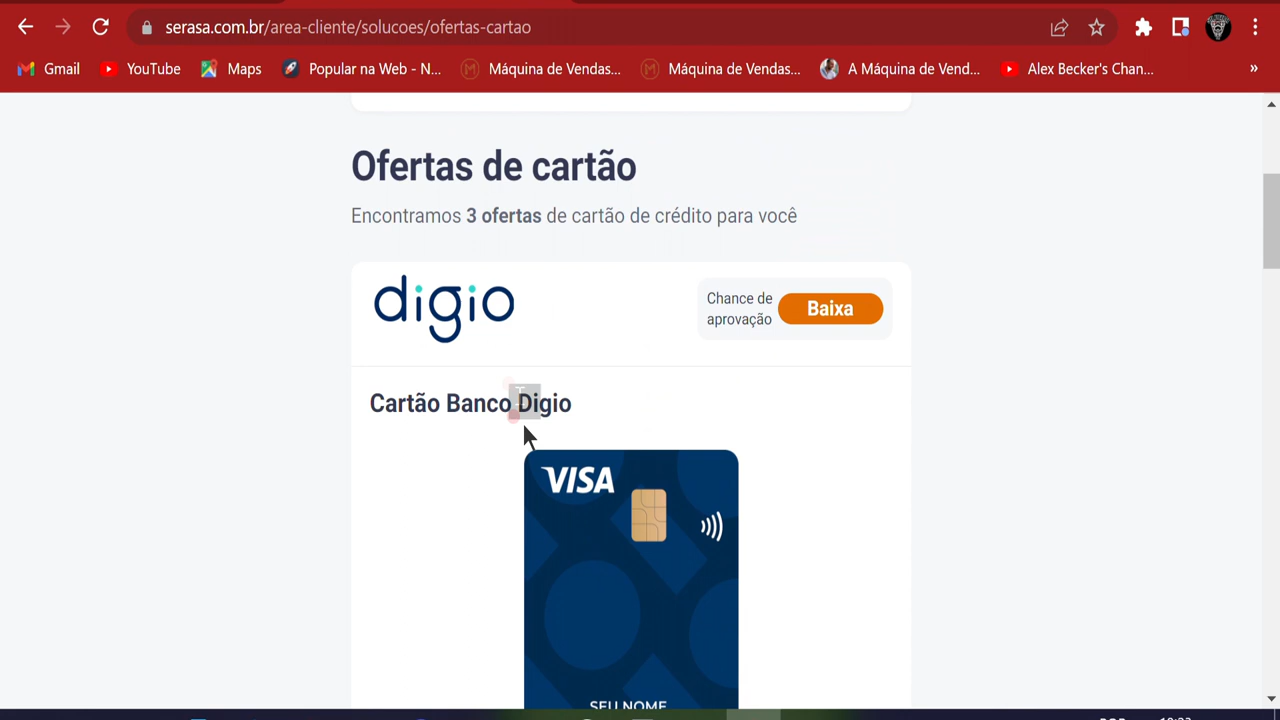 serasa.com.br/area-cliente/solucoes/ofertas-cartao
Gmail YouTube Maps Popular na Web - N... Máquina de Vendas... Máquina de Vendas... A Máquina de Vend... Alex Becker's Chan... »
Ofertas de cartão
Encontramos 3 ofertas de cartão de crédito para você
digio
Chance de
aprovação
Baixa
Cartão Banco Digio
VISA
SEU NOME